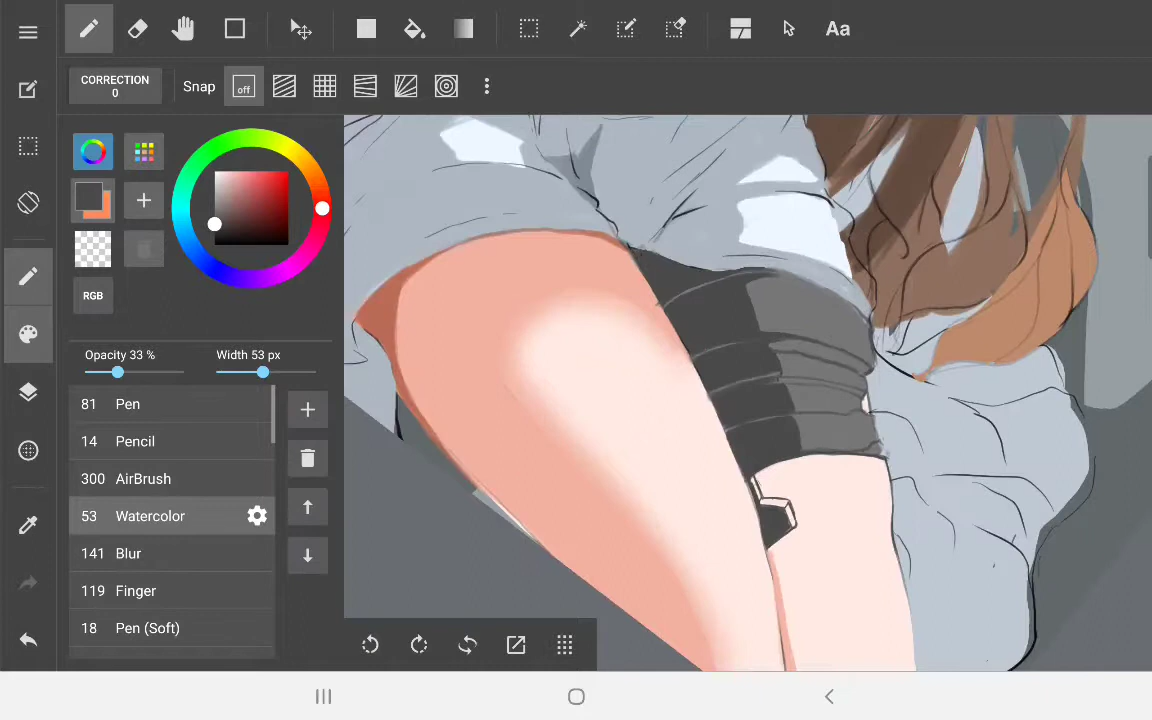 Aa
CORRECTION
0
Snap
off
RGB
Opacity 33 %
Width 53 px
81 Pen
14 Pencil
300 AirBrush
53 Watercolor
141 Blur
119 Finger
18 Pen (Soft)